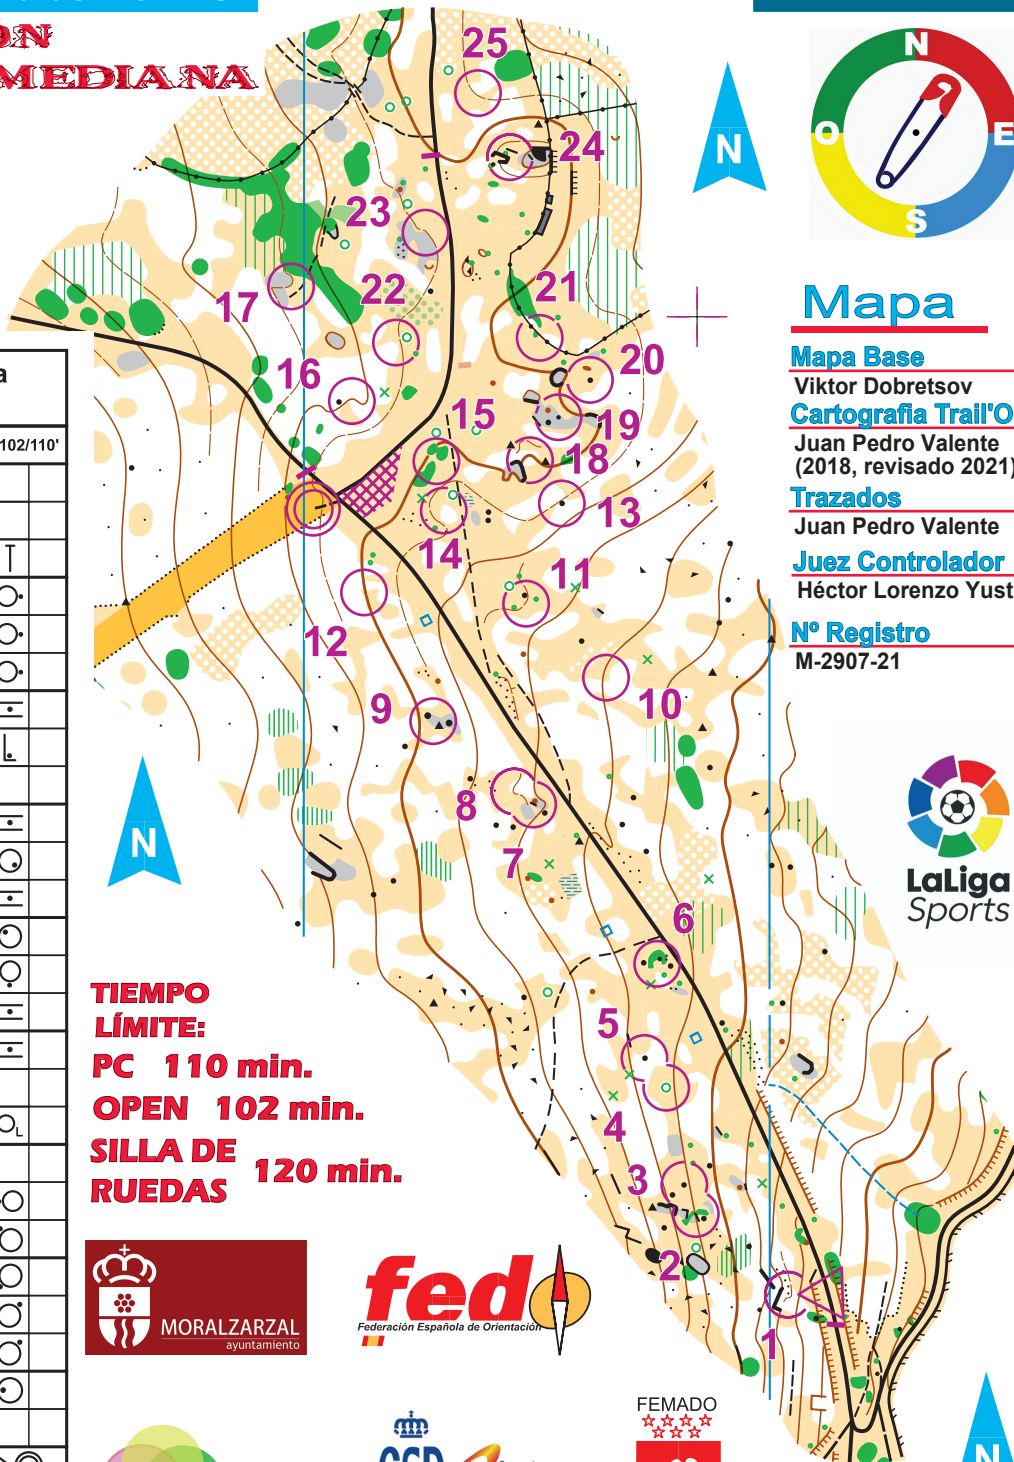 ÓN
MEDIANA
N
N
E
S
O
25
24
23
22
21
17
16
20
15
19
18
13
14
11
12
10
9
8
7
6
5
4
3
2
1
Mapa
Mapa Base
Viktor Dobretsov
Cartografia Trail'O
Juan Pedro Valente
(2018, revisado 2021)
Trazados
Juan Pedro Valente
Juez Controlador
Héctor Lorenzo Yust
Nº Registro
M-2907-21
a
102/110'
N
LaLiga
Sports
TIEMPO
LÍMITE:
PC 110 min.
OPEN 102 min.
SILLA DE
RUEDAS 120 min.
MORALZARZAL
ayuntamiento
fedo
Federación Española de Orientación
FEMADO
CSD
N